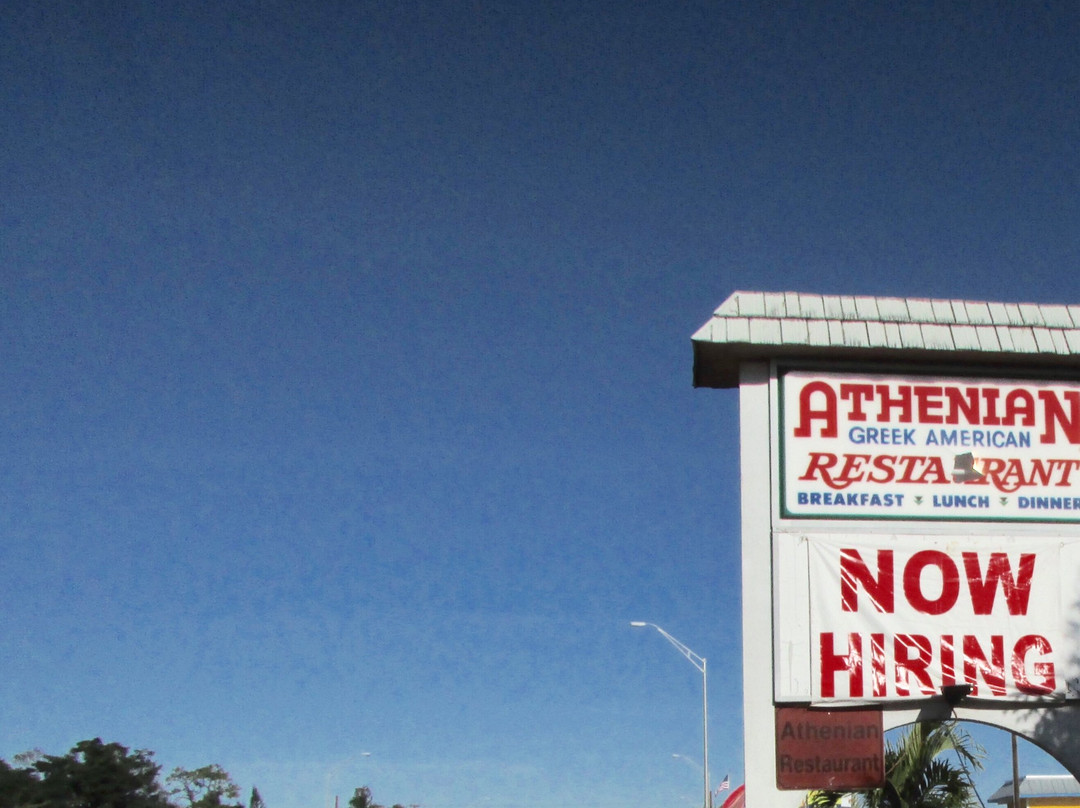 ATHENIAN
GREEK AMERICAN
RESTAURANT
BREAKFAST LUNCH DINNER
NOW
HIRING
Athenian
Restaurant